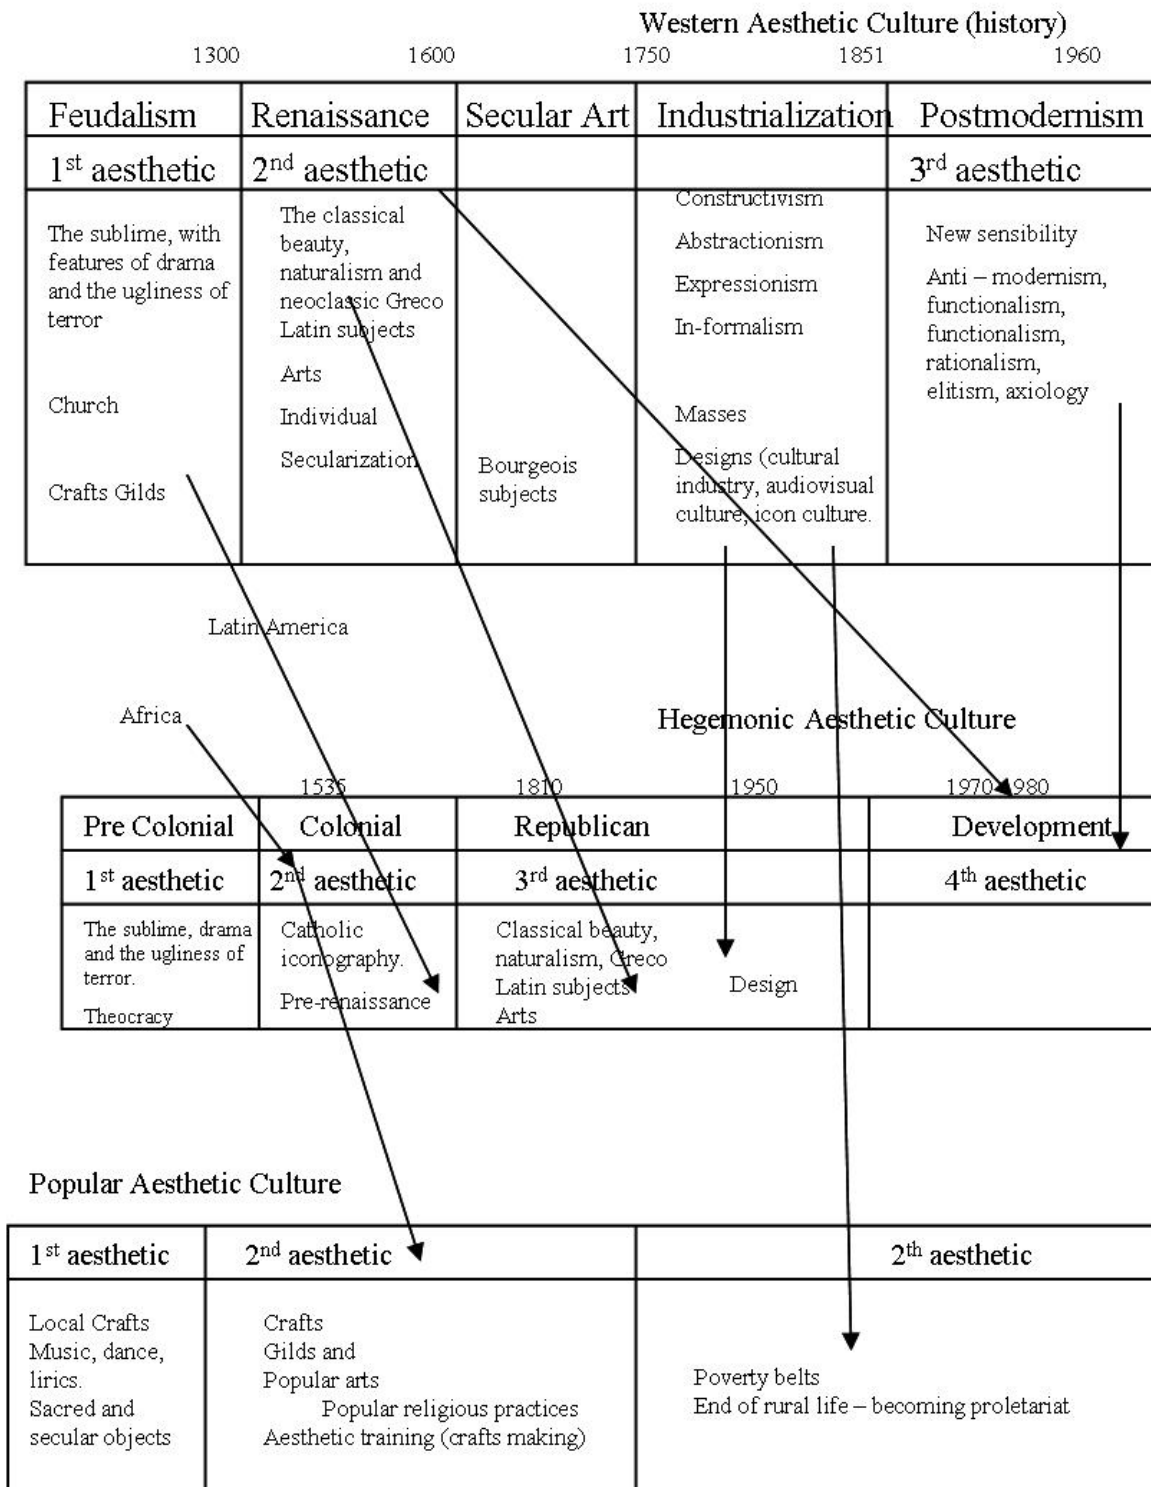 Western Aesthetic Culture (history)
1300 1600 1750 1851 1960
Feudalism Renaissance Secular Art Industrialization Postmodernism
1st aesthetic 2nd aesthetic 3rd aesthetic
The sublime, with
features of drama
and the ugliness of
terror
Church
Crafts Gilds
The classical
beauty,
naturalism and
neoclassic Greco
Latin subjects
Arts
Individual
Secularization
Bourgeois
subjects
Constructivism
Abstractionism
Expressionism
In-formalism
Masses
Designs (cultural
industry, audiovisual
culture, icon culture.
New sensibility
Anti – modernism,
functionalism,
functionalism,
rationalism,
elitism, axiology
Latin America
Africa
Hegemonic Aesthetic Culture
1535 1810 1950 1970 1980
Pre Colonial Colonial Republican Development
1st aesthetic 2nd aesthetic 3rd aesthetic 4th aesthetic
The sublime, drama
and the ugliness of
terror.
Theocracy
Catholic
iconography.
Pre-renaissance
Classical beauty,
naturalism, Greco
Latin subjects
Arts
Design
Popular Aesthetic Culture
1st aesthetic 2nd aesthetic 2th aesthetic
Local Crafts
Music, dance,
lirics.
Sacred and
secular objects
Crafts
Gilds and
Popular arts
Popular religious practices
Aesthetic training (crafts making)
Poverty belts
End of rural life – becoming proletariat